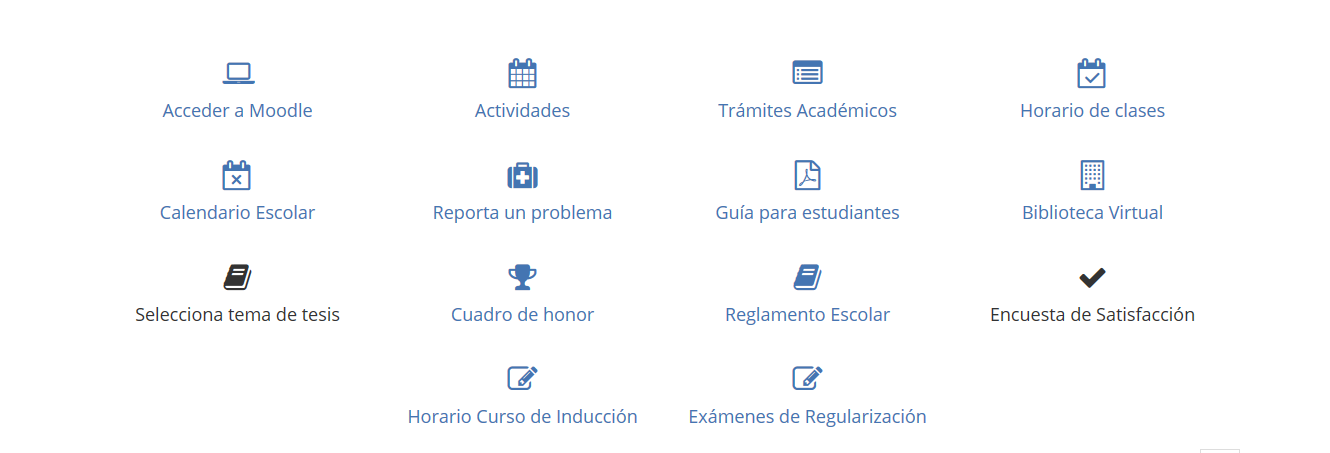 Acceder a Moodle
Actividades
Trámites Académicos
Horario de clases
Calendario Escolar
Reporta un problema
Guía para estudiantes
Biblioteca Virtual
Selecciona tema de tesis
Cuadro de honor
Reglamento Escolar
Encuesta de Satisfacción
Horario Curso de Inducción
Exámenes de Regularización